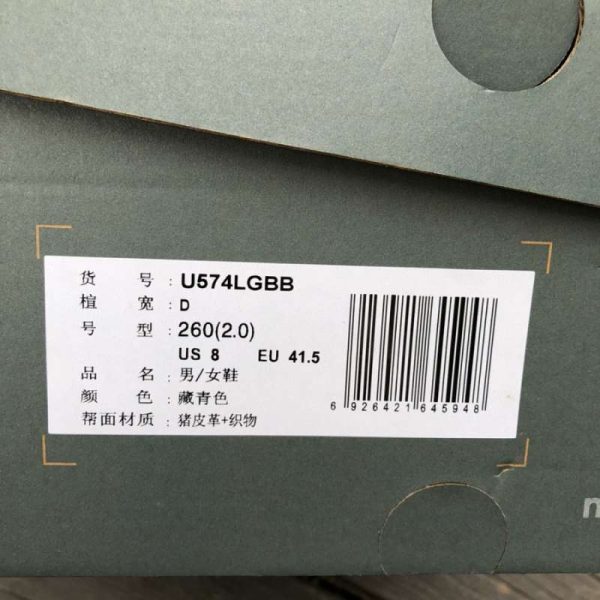 货 号：U574LGBB
楦 宽：D
号 型：260(2.0)
US 8 EU 41.5
品 名：男/女鞋
颜 色：藏青色
帮面材质：猪皮革+织物
6 926421 645948
n